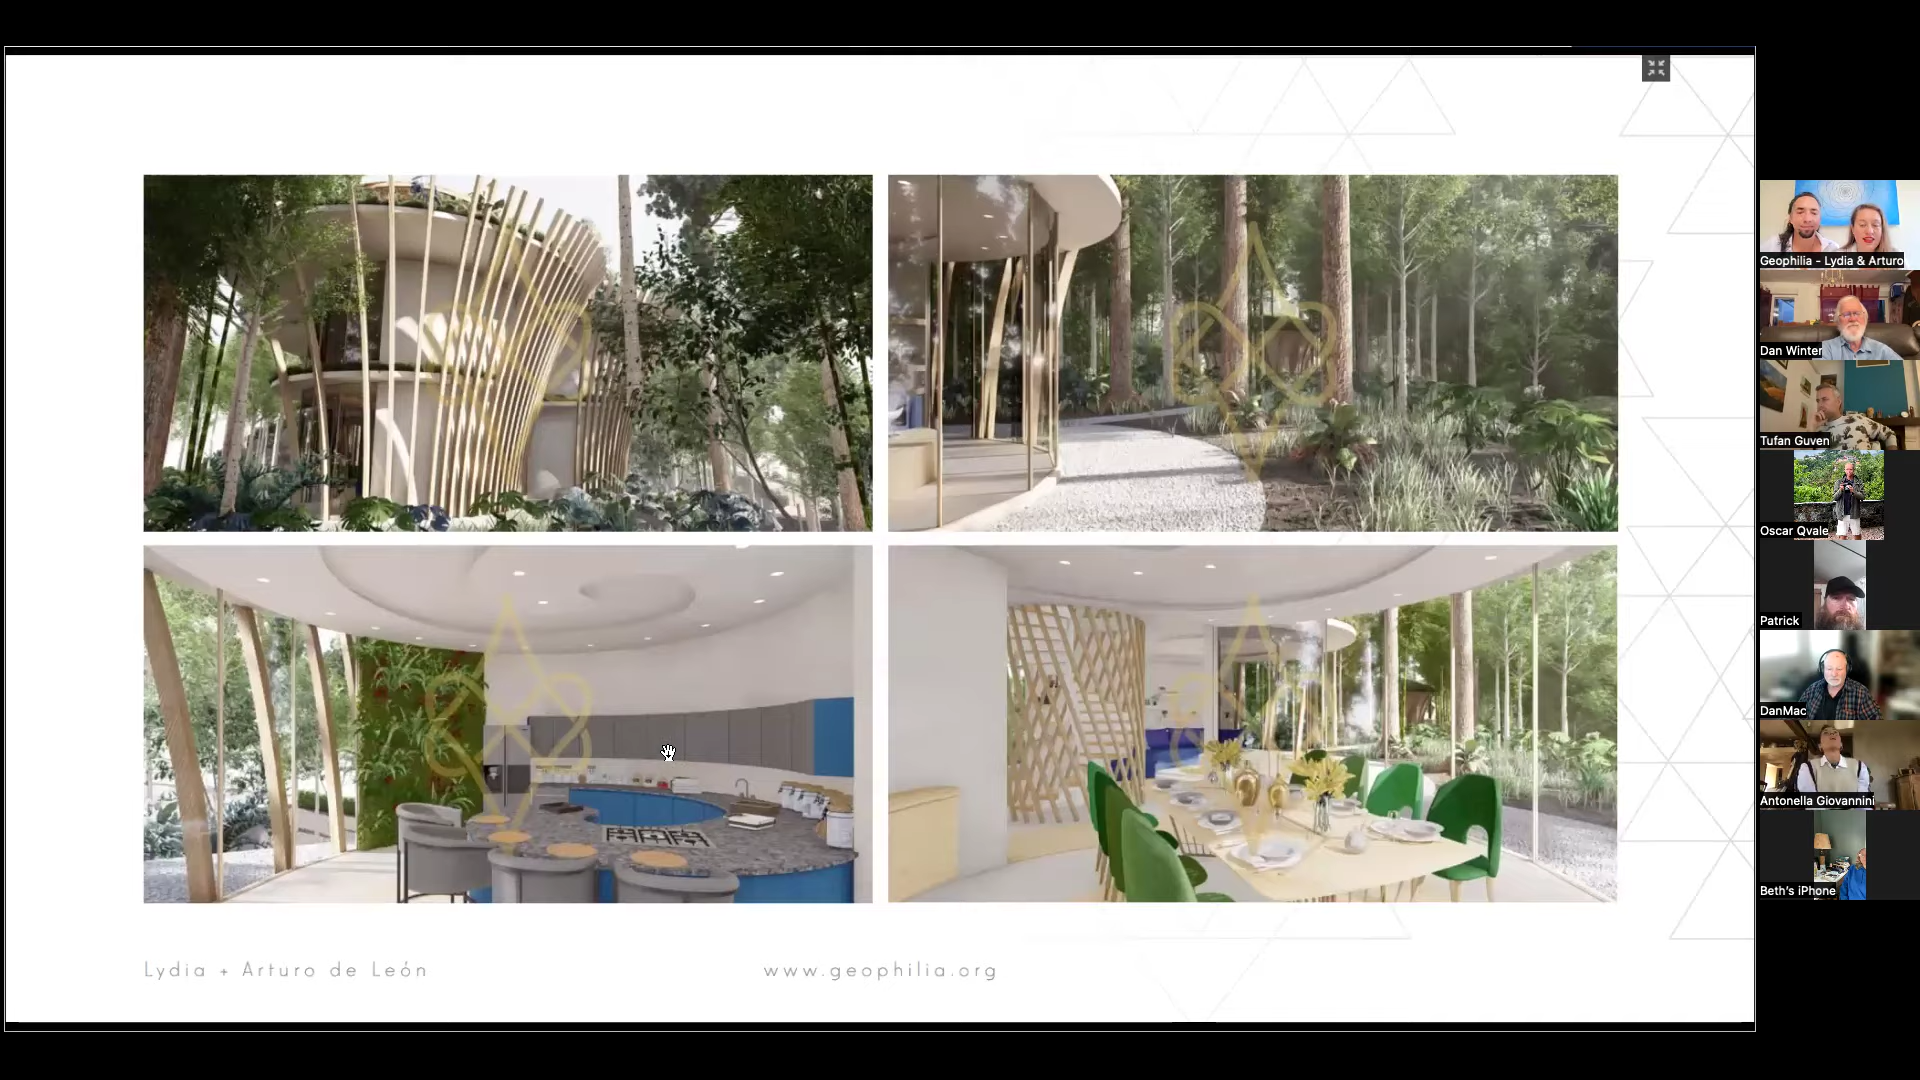 Lydia + Arturo de León
www.geophilia.org
Geophilia - Lydia & Arturo
Dan Winter
Tufan Guven
Oscar Qvale
Patrick
DanMac
Antonella Giovannini
Beth's iPhone